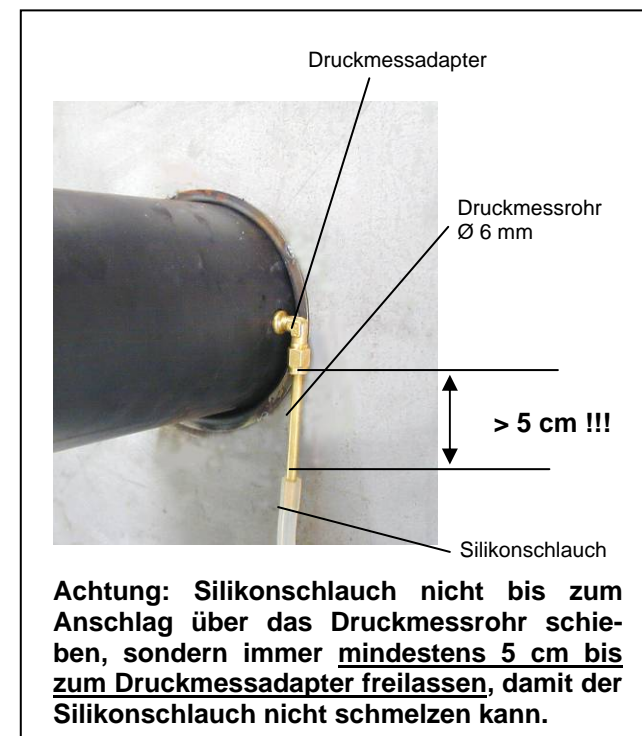 Druckmessadapter
Druckmessrohr
Ø 6 mm
> 5 cm !!!
Silikonschlauch
Achtung: Silikonschlauch nicht bis zum
Anschlag über das Druckmessrohr schie-
ben, sondern immer mindestens 5 cm bis
zum Druckmessadapter freilassen, damit der
Silikonschlauch nicht schmelzen kann.